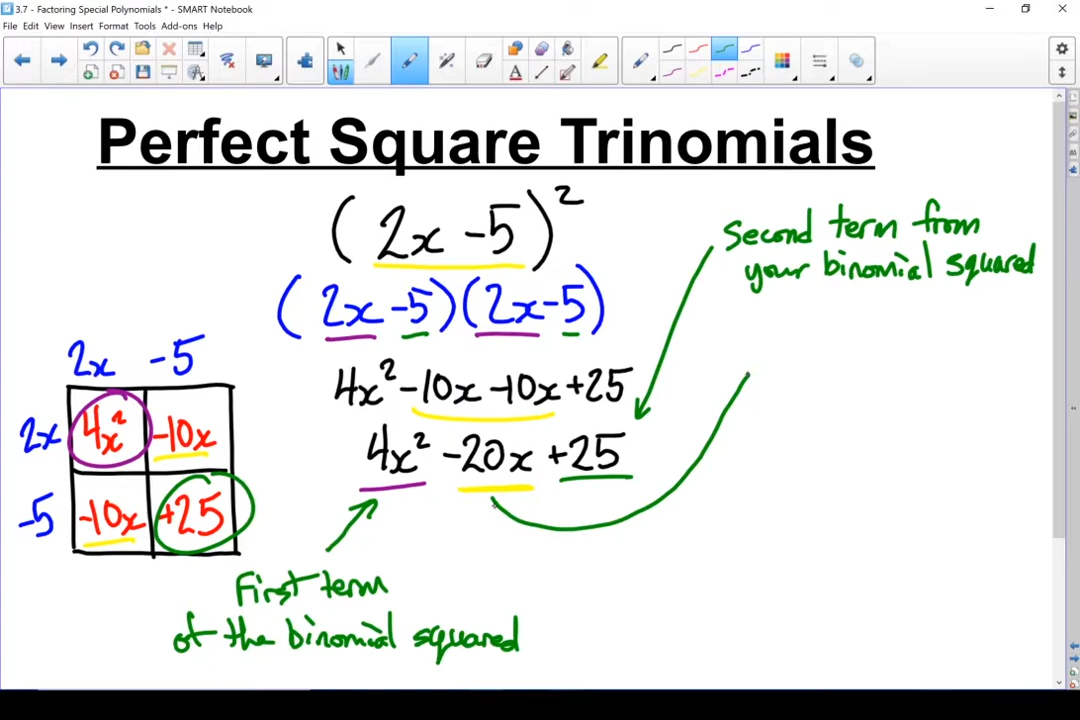 3.7 - Factoring Special Polynomials * - SMART Notebook
File Edit View Insert Format Tools Add-ons Help
Perfect Square Trinomials
(2x -5)²
(2x -5)(2x-5)
4x² -10x -10x +25
4x² -20x +25
Second term from
your binomial squared
2x -5
2x 4x² -10x
-5 -10x +25
First term
of the binomial squared